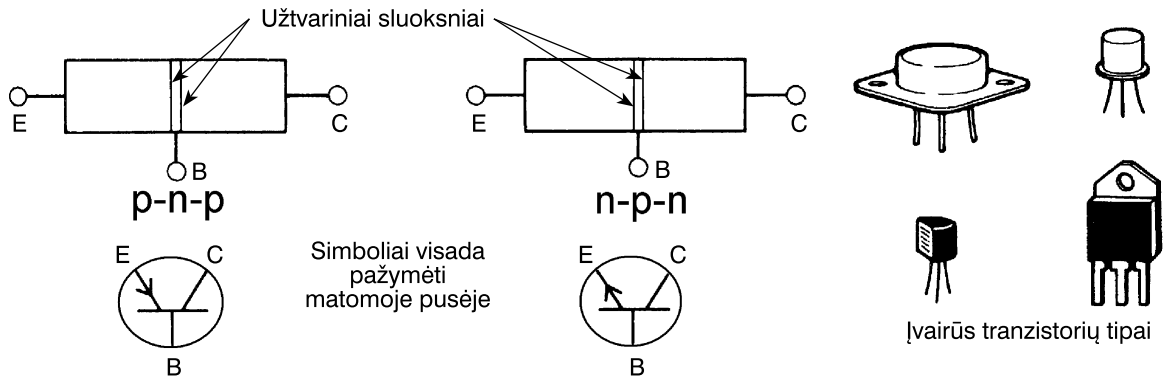 Užtvariniai sluoksniai
E
C
B
p-n-p
E
C
B
n-p-n
E
C
B
Simboliai visada
pažymėti
matomoje pusėje
E
C
B
Įvairūs tranzistorių tipai